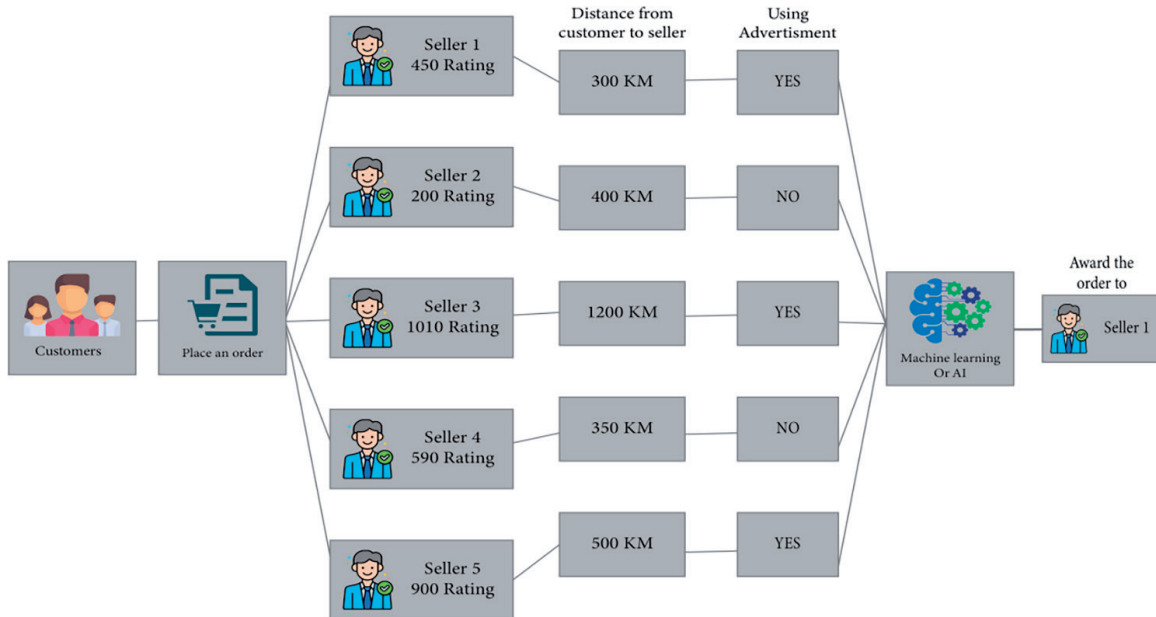 Distance from
customer to seller
Using
Advertisment
Seller 1
450 Rating
300 KM
YES
Seller 2
200 Rating
400 KM
NO
Customers
Place an order
Seller 3
1010 Rating
1200 KM
YES
Machine learning
Or AI
Award the
order to
Seller 1
Seller 4
590 Rating
350 KM
NO
Seller 5
900 Rating
500 KM
YES